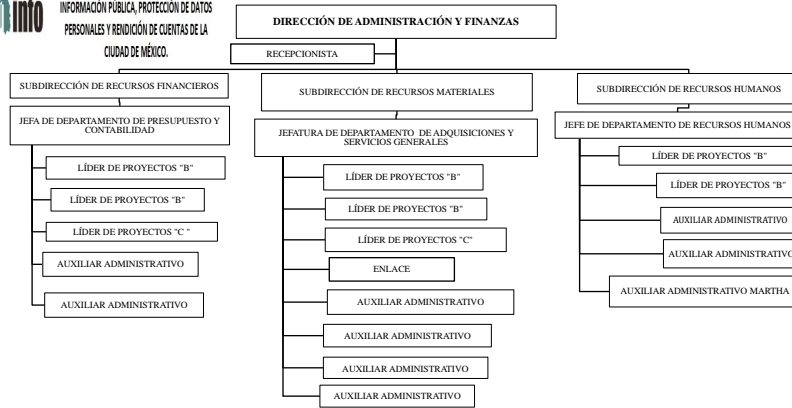 info
INFORMACIÓN PÚBLICA, PROTECCIÓN DE DATOS
PERSONALES Y RENDICIÓN DE CUENTAS DE LA
CIUDAD DE MÉXICO.
DIRECCIÓN DE ADMINISTRACIÓN Y FINANZAS
RECEPCIONISTA
SUBDIRECCIÓN DE RECURSOS FINANCIEROS
JEFA DE DEPARTAMENTO DE PRESUPUESTO Y
CONTABILIDAD
LÍDER DE PROYECTOS "B"
LÍDER DE PROYECTOS "B"
LÍDER DE PROYECTOS "C "
AUXILIAR ADMINISTRATIVO
AUXILIAR ADMINISTRATIVO
SUBDIRECCIÓN DE RECURSOS MATERIALES
JEFATURA DE DEPARTAMENTO DE ADQUISICIONES Y
SERVICIOS GENERALES
LÍDER DE PROYECTOS "B"
LÍDER DE PROYECTOS "B"
LÍDER DE PROYECTOS "C"
ENLACE
AUXILIAR ADMINISTRATIVO
AUXILIAR ADMINISTRATIVO
AUXILIAR ADMINISTRATIVO
AUXILIAR ADMINISTRATIVO
SUBDIRECCIÓN DE RECURSOS HUMANOS
JEFE DE DEPARTAMENTO DE RECURSOS HUMANOS
LÍDER DE PROYECTOS "B"
LÍDER DE PROYECTOS "B"
AUXILIAR ADMINISTRATIVO
AUXILIAR ADMINISTRATIVO
AUXILIAR ADMINISTRATIVO MARTHA